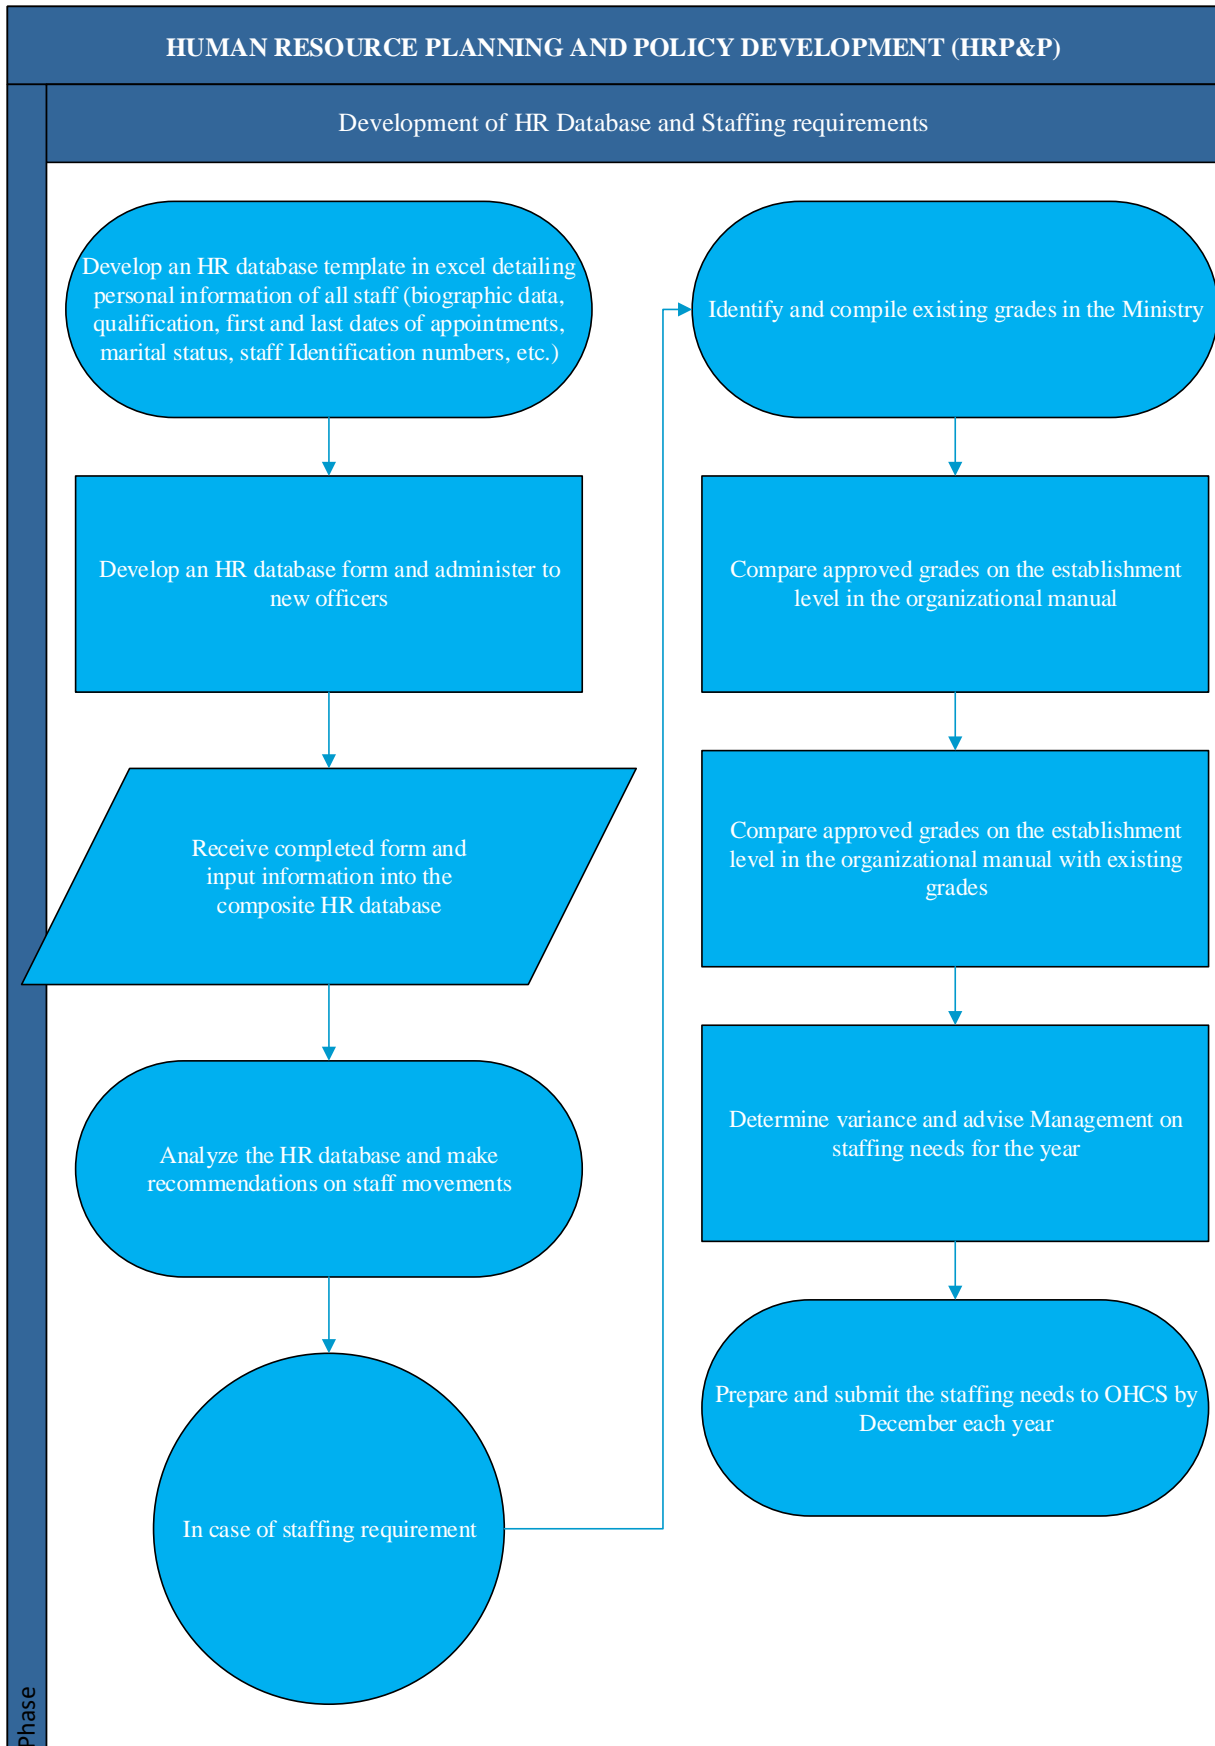 HUMAN RESOURCE PLANNING AND POLICY DEVELOPMENT (HRP&P)
Development of HR Database and Staffing requirements
Develop an HR database template in excel detailing
personal information of all staff (biographic data,
qualification, first and last dates of appointments,
marital status, staff Identification numbers, etc.)
Develop an HR database form and administer to
new officers
Receive completed form and
input information into the
composite HR database
Analyze the HR database and make
recommendations on staff movements
In case of staffing requirement
Identify and compile existing grades in the Ministry
Compare approved grades on the establishment
level in the organizational manual
Compare approved grades on the establishment
level in the organizational manual with existing
grades
Determine variance and advise Management on
staffing needs for the year
Prepare and submit the staffing needs to OHCS by
December each year
Phase